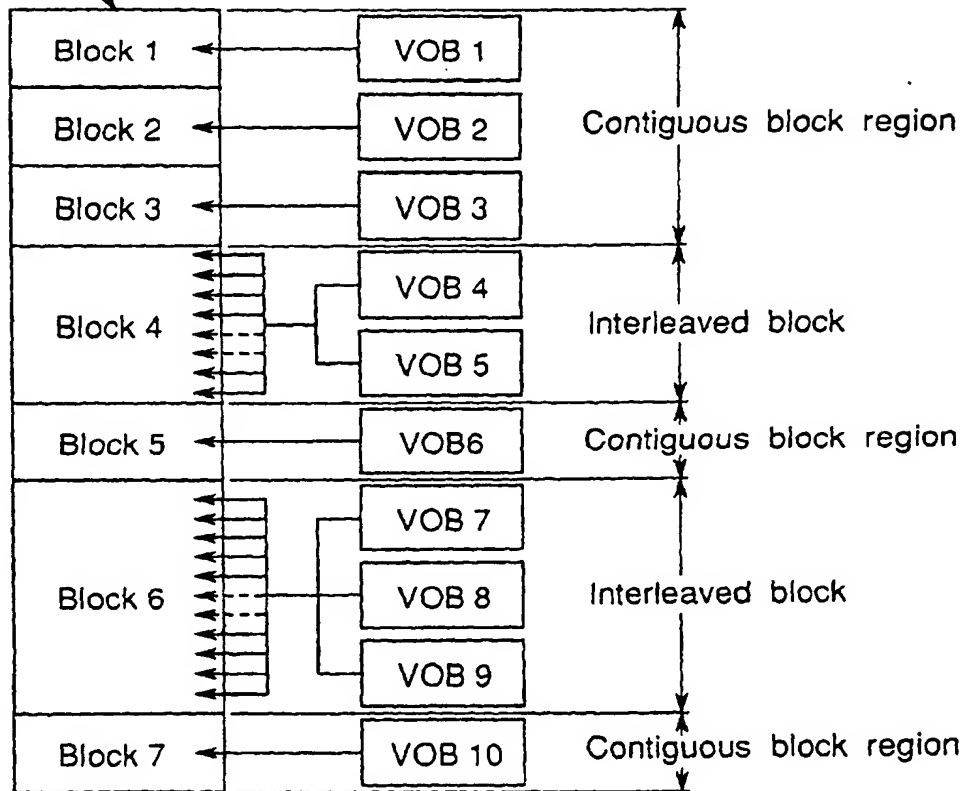 Block 1
VOB 1
Block 2
VOB 2
Contiguous block region
Block 3
VOB 3
VOB 4
Block 4
Interleaved block
VOB 5
Block 5
VOB6
Contiguous block region
VOB 7
Block 6
VOB 8
Interleaved block
VOB 9
Block 7
VOB 10
Contiguous block region